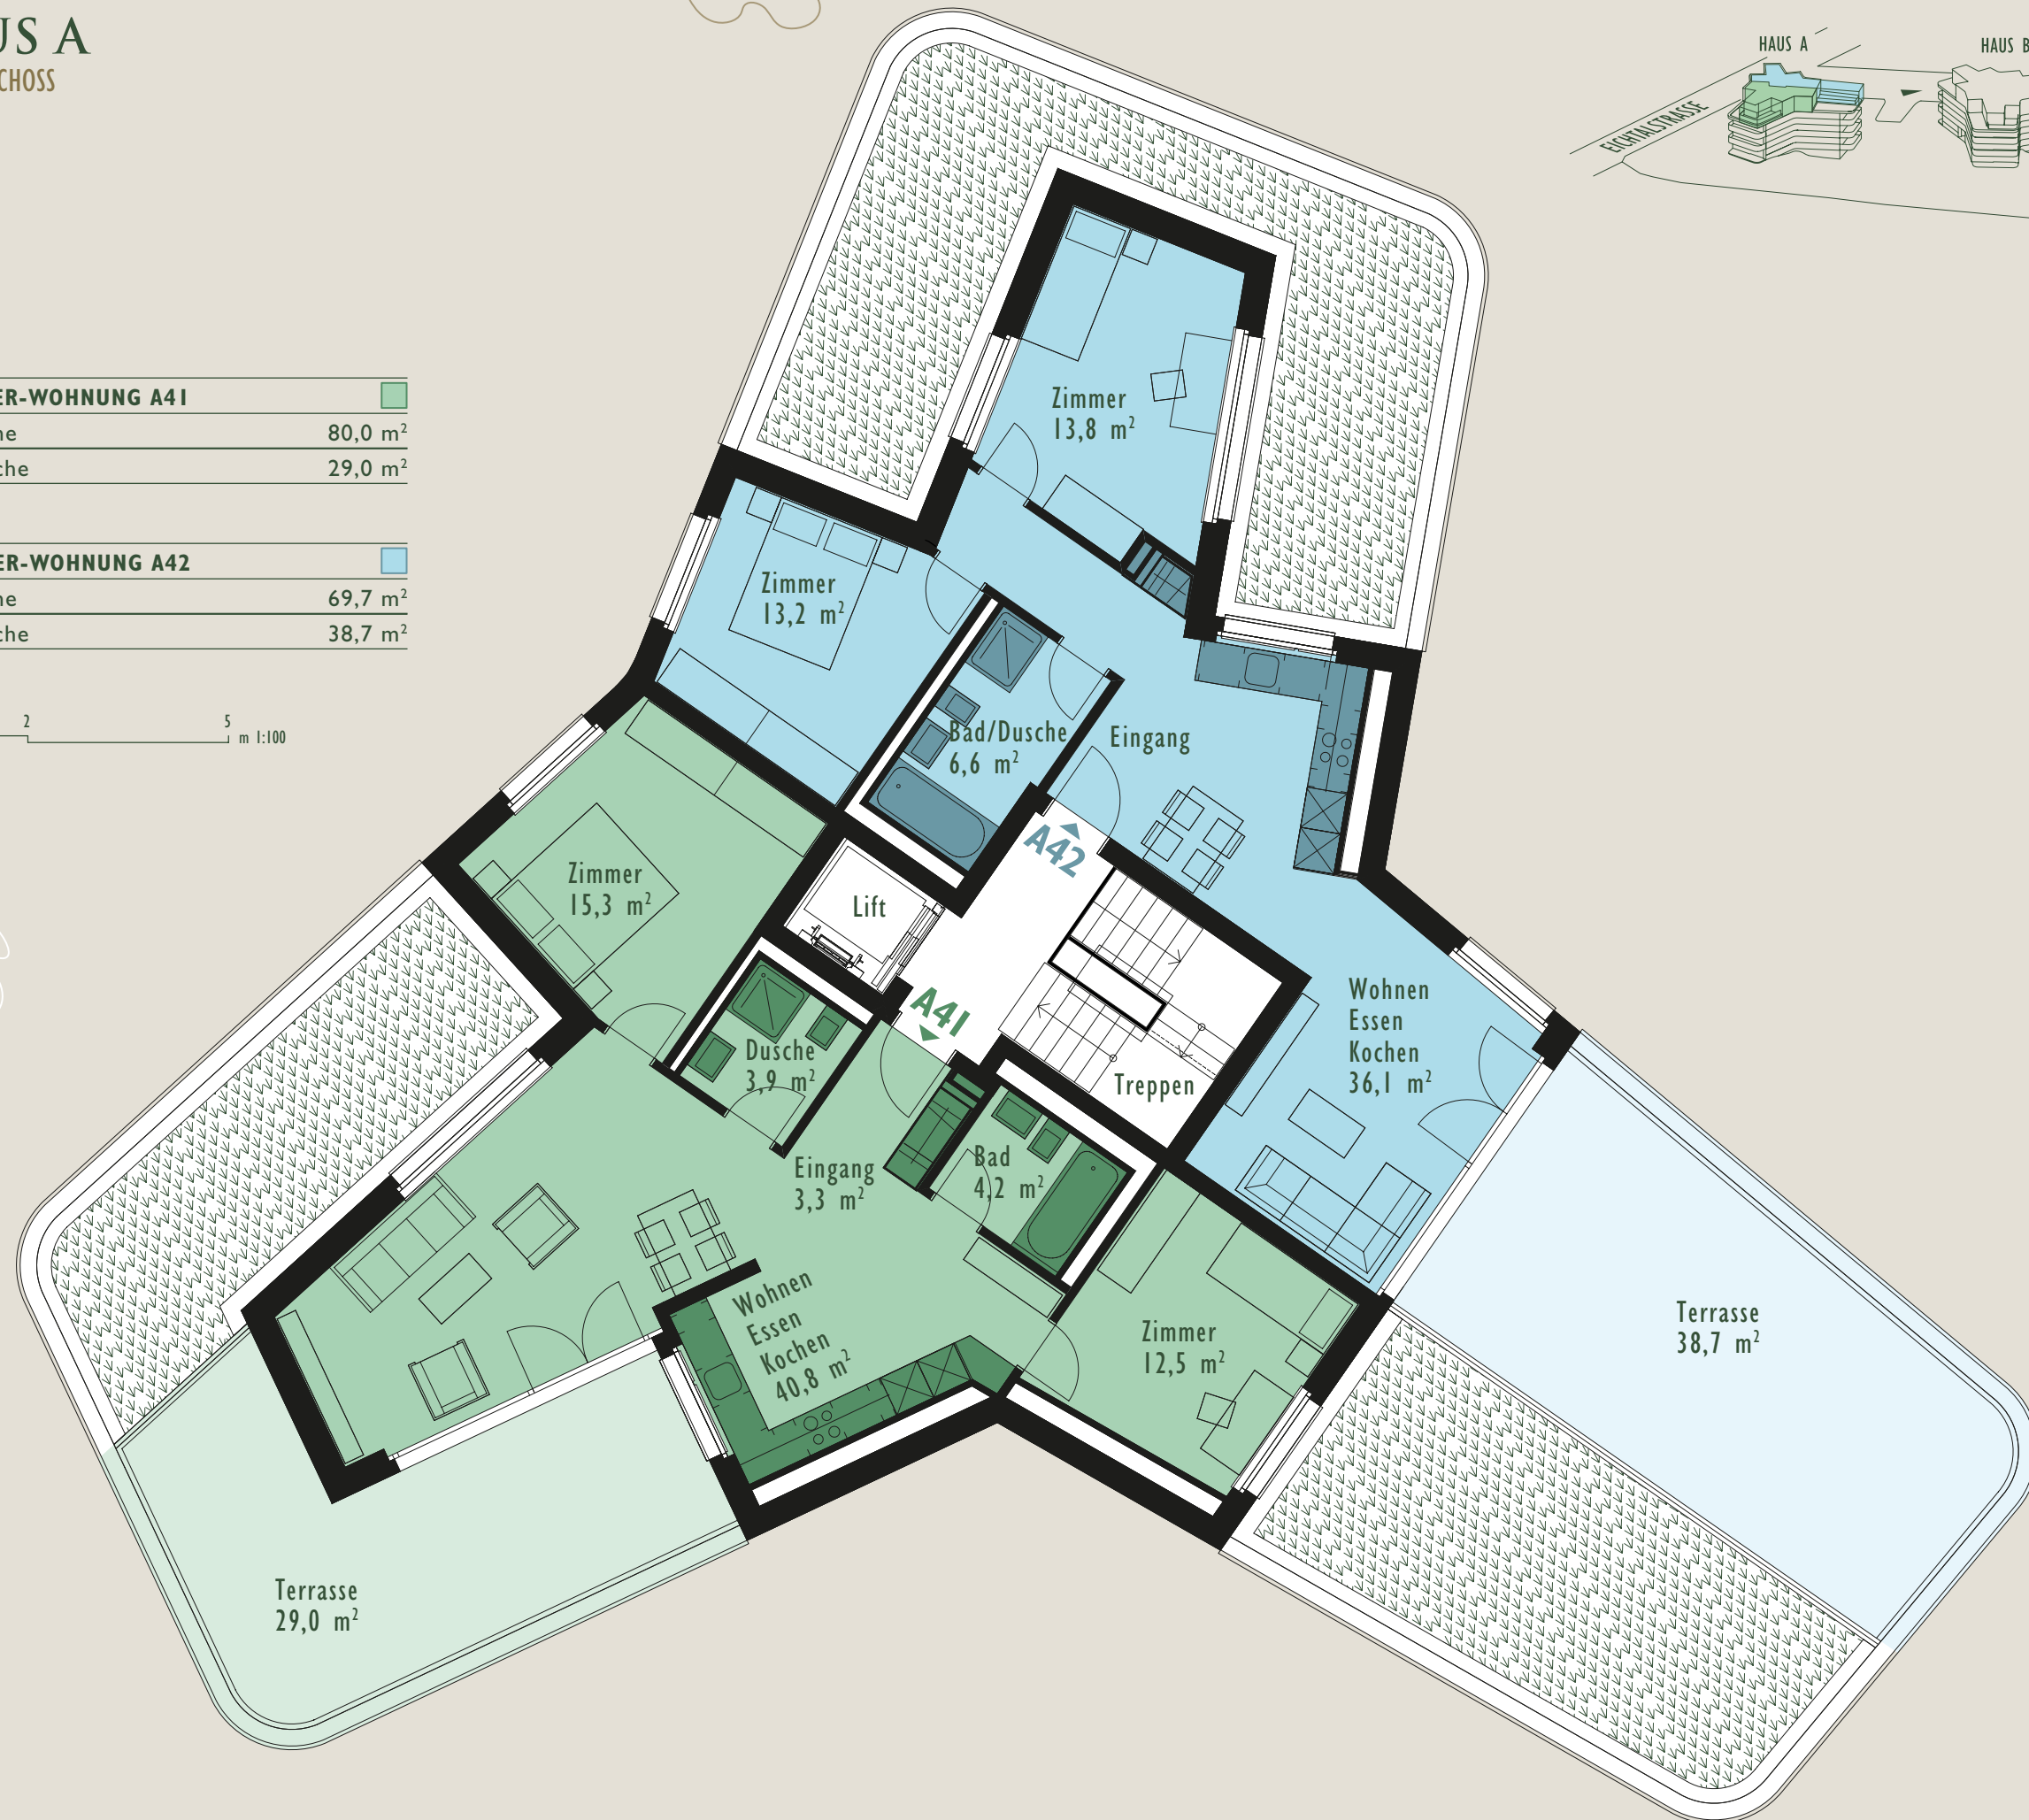 US A
CHOSS
HAUS A
HAUS B
EICHTALSTRASSE
ER-WOHNUNG A41
he 80,0 m²
che 29,0 m²
ER-WOHNUNG A42
he 69,7 m²
che 38,7 m²
2 5 m 1:100
Zimmer
13,8 m²
Zimmer
13,2 m²
Bad/Dusche
6,6 m²
Eingang
A42
Zimmer
15,3 m²
Lift
A41
Wohnen
Essen
Kochen
36,1 m²
Dusche
3,9 m²
Treppen
Eingang
3,3 m²
Bad
4,2 m²
Wohnen
Essen
Kochen
40,8 m²
Zimmer
12,5 m²
Terrasse
38,7 m²
Terrasse
29,0 m²